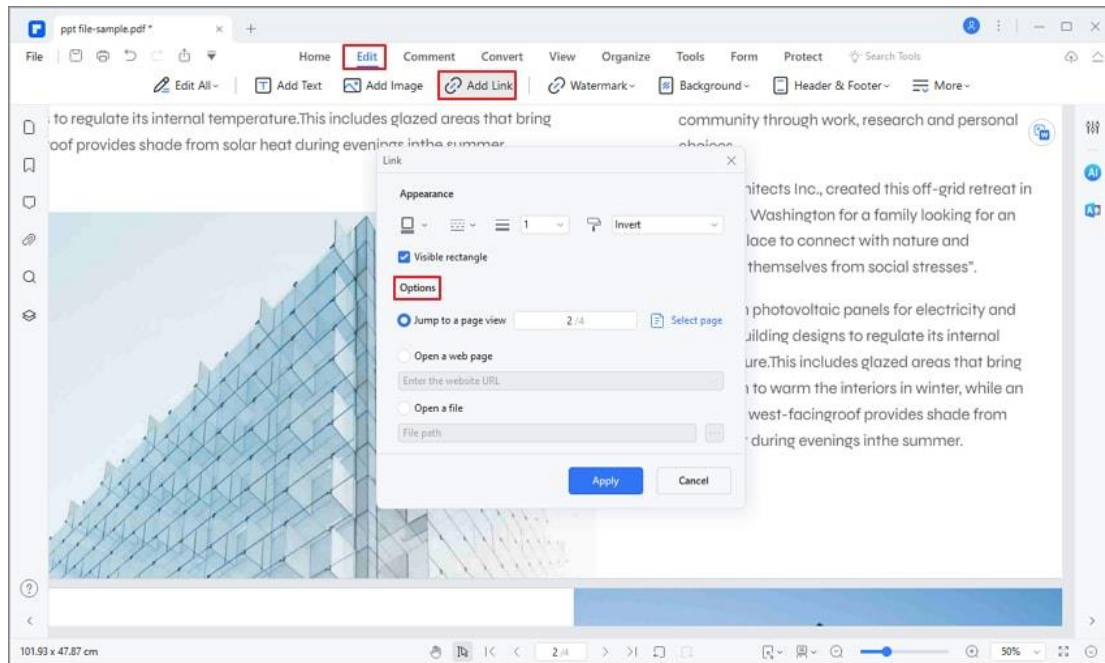 ppt file-sample.pdf *
File
Home Edit Comment Convert View Organize Tools Form Protect Search Tools
Edit All Add Text Add Image Add Link Watermark Background Header & Footer More
to regulate its internal temperature.This includes glazed areas that bring
roof provides shade from solar heat during evenings inthe summer
community through work, research and personal
choices
hitects Inc., created this off-grid retreat in
Washington for a family looking for an
lace to connect with nature and
themselves from social stresses".
photovoltaic panels for electricity and
uilding designs to regulate its internal
ure.This includes glazed areas that bring
to warm the interiors in winter, while an
west-facingroof provides shade from
during evenings inthe summer.
Link
Appearance
1 Invert
Visible rectangle
Options
Jump to a page view 2 /4 Select page
Open a web page
Enter the website URL
Open a file
File path
Apply Cancel
AI
101.93 x 47.87 cm
2 /4
50%